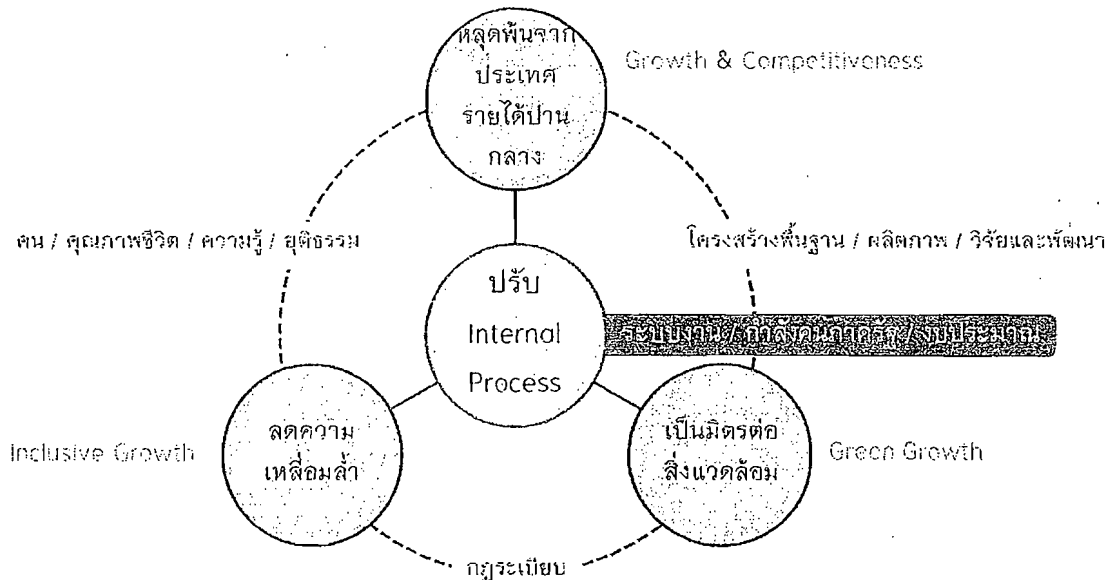 หลุดพ้นจาก
ประเทศ
รายได้ปาน
กลาง
Growth & Competitiveness
คน / คุณภาพชีวิต / ความรู้ / ยุติธรรม
โครงสร้างพื้นฐาน / ผลิตภาพ / วิจัยและพัฒนา
ปรับ
Internal
Process
ระบบงาน / กำลังคนภาครัฐ / งบประมาณ
Inclusive Growth
ลดความ
เหลื่อมล้ำ
เป็นมิตรต่อ
สิ่งแวดล้อม
Green Growth
กฎระเบียบ